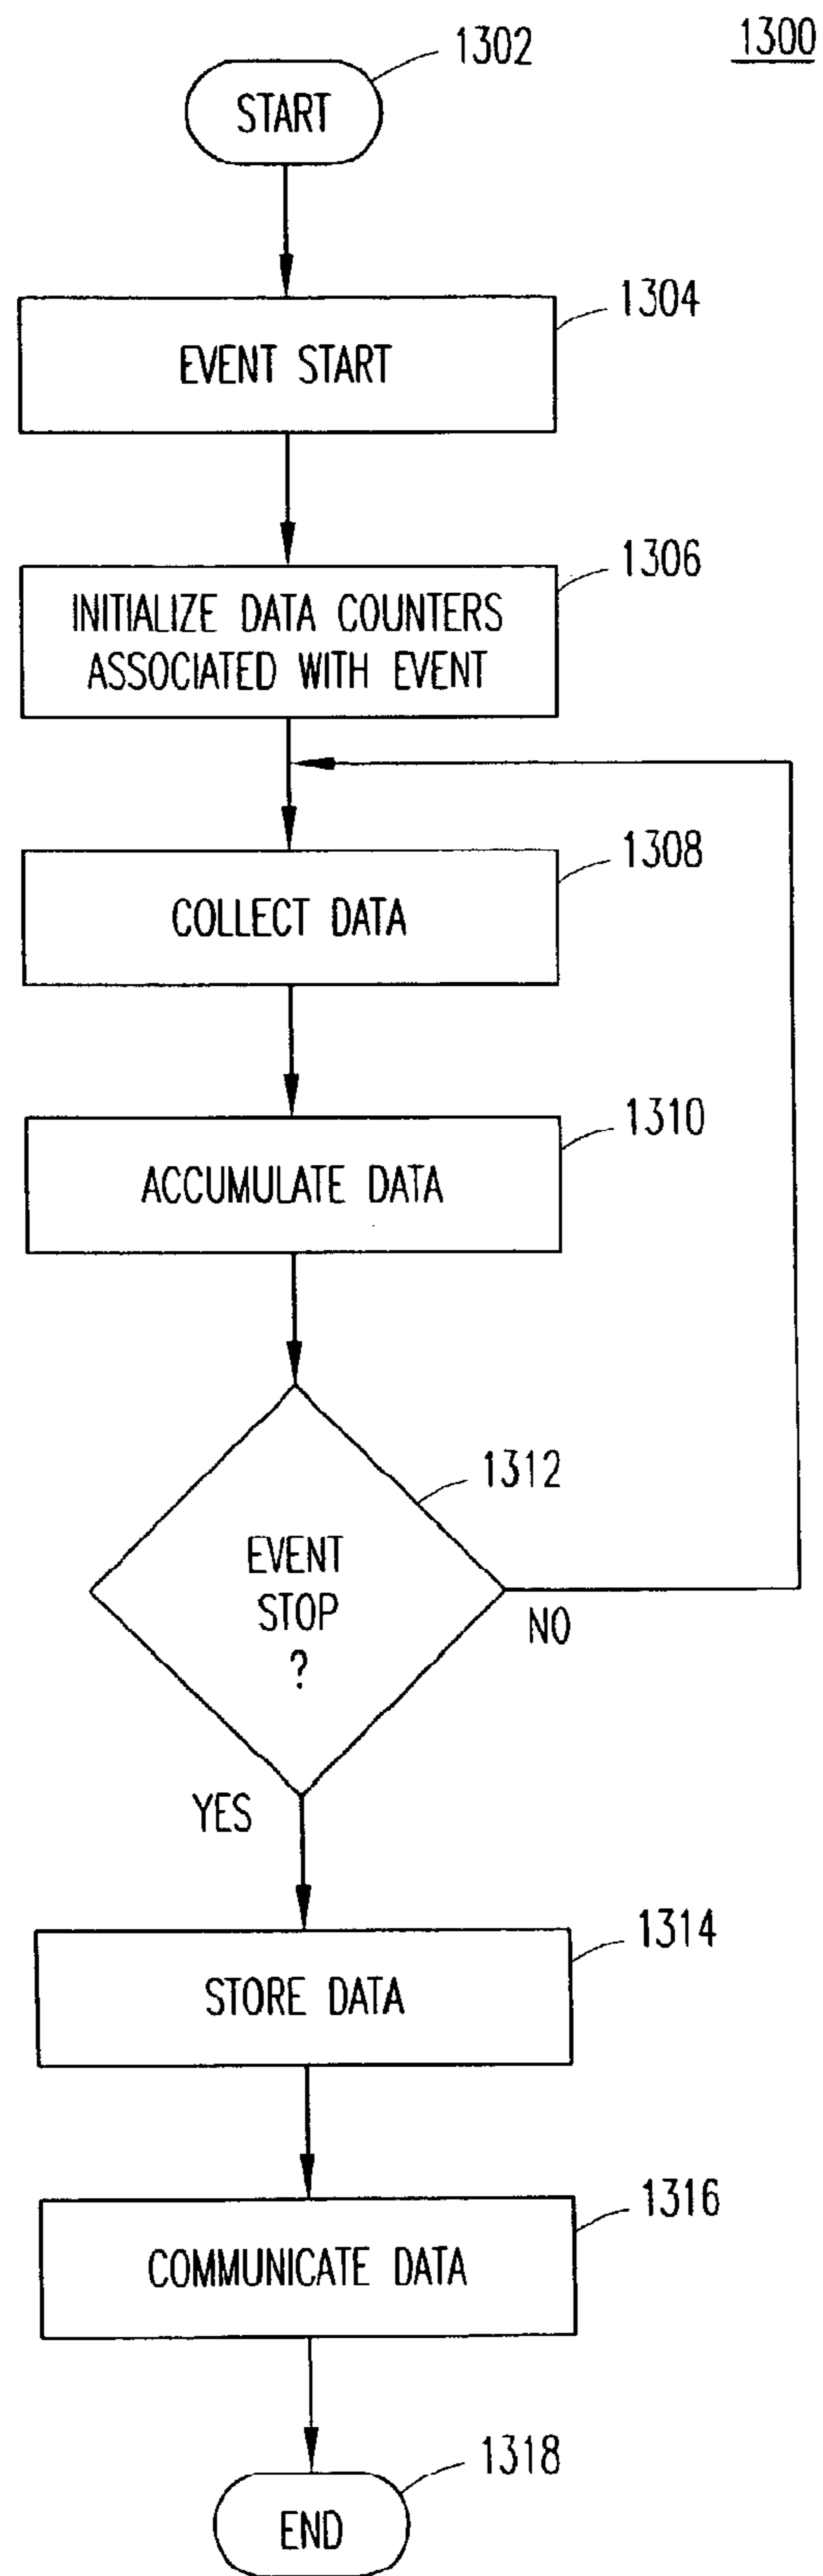 1300
1302
START
1304
EVENT START
1306
INITIALIZE DATA COUNTERS
ASSOCIATED WITH EVENT
1308
COLLECT DATA
1310
ACCUMULATE DATA
1312
EVENT
STOP
?
NO
YES
1314
STORE DATA
1316
COMMUNICATE DATA
1318
END